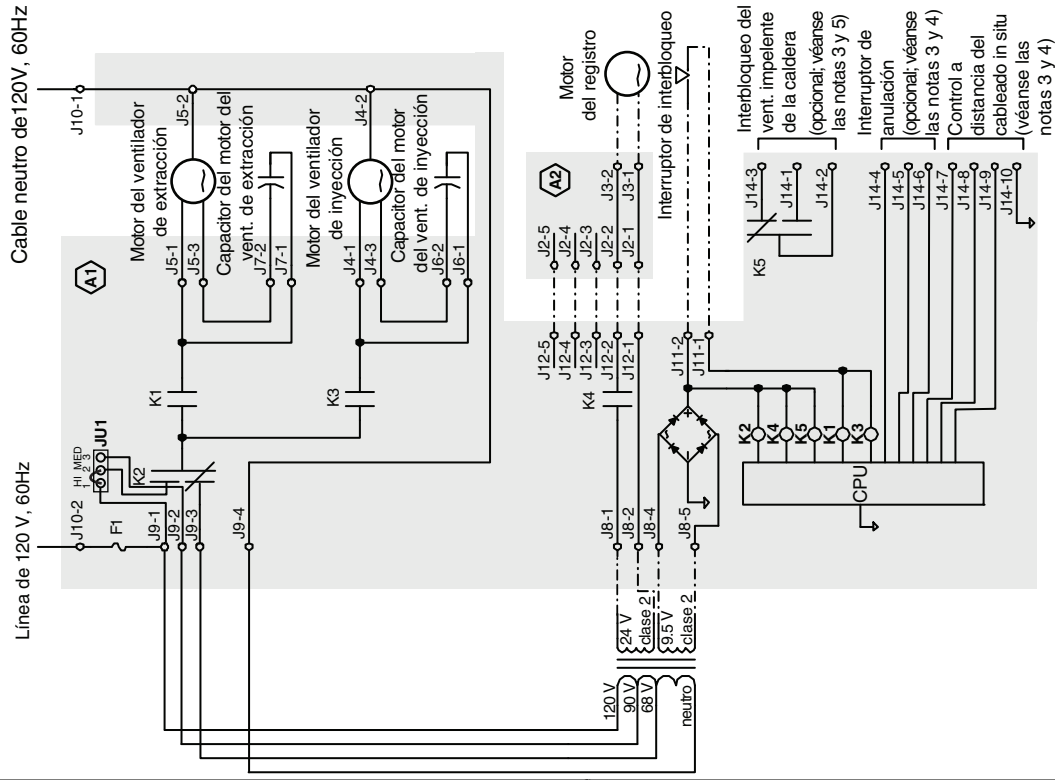 Cable neutro de120V, 60Hz
Línea de 120 V, 60Hz
J10-1
J10-2
F1
A1
HI MED
1 2 3
JU1
J9-1
J9-2
J9-3
J9-4
K2
K1
K3
Motor del ventilador
de extracción
J5-1
J5-2
J5-3
Capacitor del motor del
vent. de extracción
J7-2
J7-1
Motor del ventilador
de inyección
J4-1
J4-2
J4-3
Capacitor del motor
del vent. de inyección
J6-2
J6-1
120 V
90 V
68 V
neutro
24 V
clase 2
9.5 V
clase 2
J8-1
J8-2
J8-4
J8-5
K4
J12-5
J12-4
J12-3
J12-2
J12-1
A2
J2-5
J2-4
J2-3
J2-2
J2-1
J3-2
J3-1
Motor
del registro
Interruptor de interbloqueo
J11-2
J11-1
K2
K4
K5
K1
K3
CPU
K5
J14-3
J14-1
J14-2
J14-4
J14-5
J14-6
J14-7
J14-8
J14-9
J14-10
Interbloqueo del
vent. impelente
de la caldera
(opcional; véanse
las notas 3 y 5)
Interruptor de
anulación
(opcional; véanse
las notas 3 y 4)
Control a
distancia del
cableado in situ
(véanse las
notas 3 y 4)